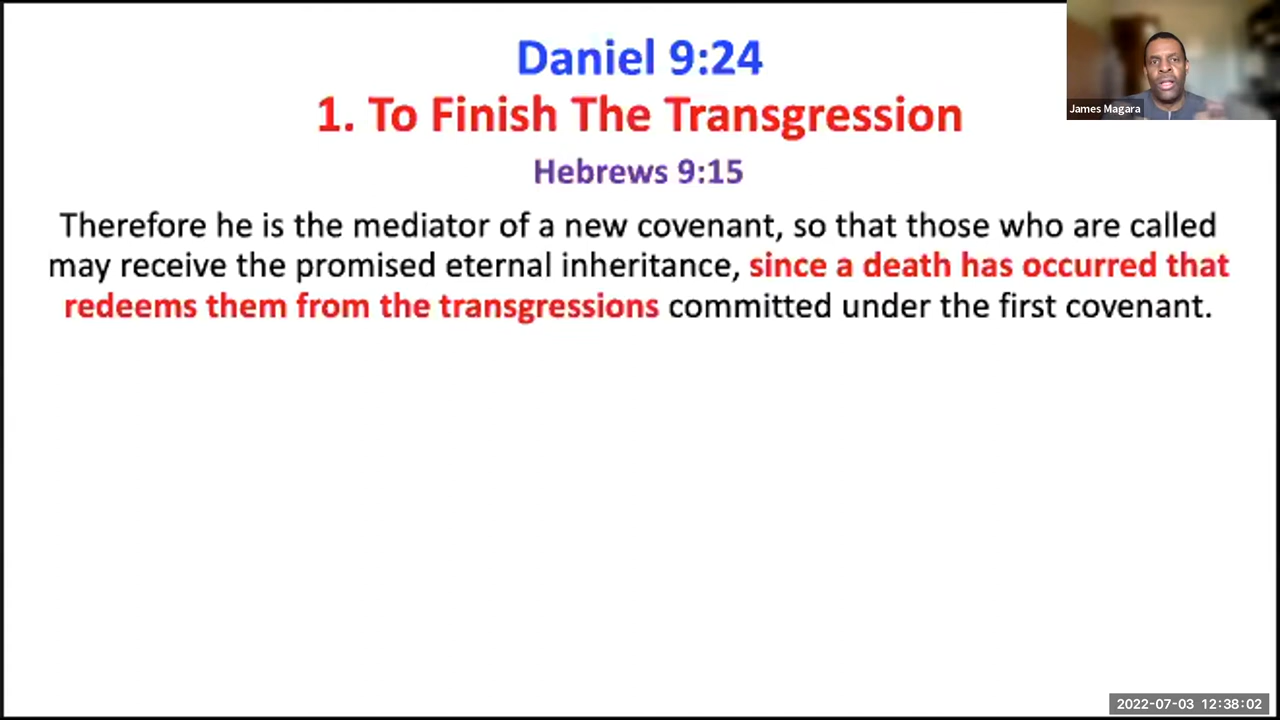 Daniel 9:24
1. To Finish The Transgression
James Magara
Hebrews 9:15
Therefore he is the mediator of a new covenant, so that those who are called
may receive the promised eternal inheritance, since a death has occurred that
redeems them from the transgressions committed under the first covenant.
2022-07-03 12:38:02